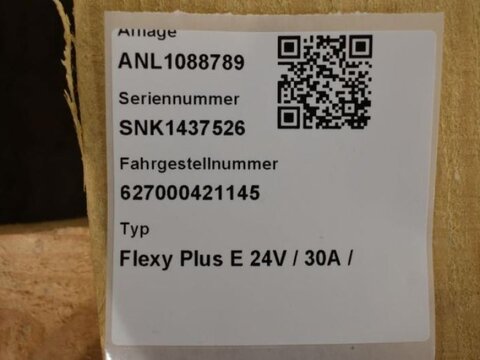 Anlage
ANL1088789
Seriennummer
SNK1437526
Fahrgestellnummer
627000421145
Typ
Flexy Plus E 24V / 30A /